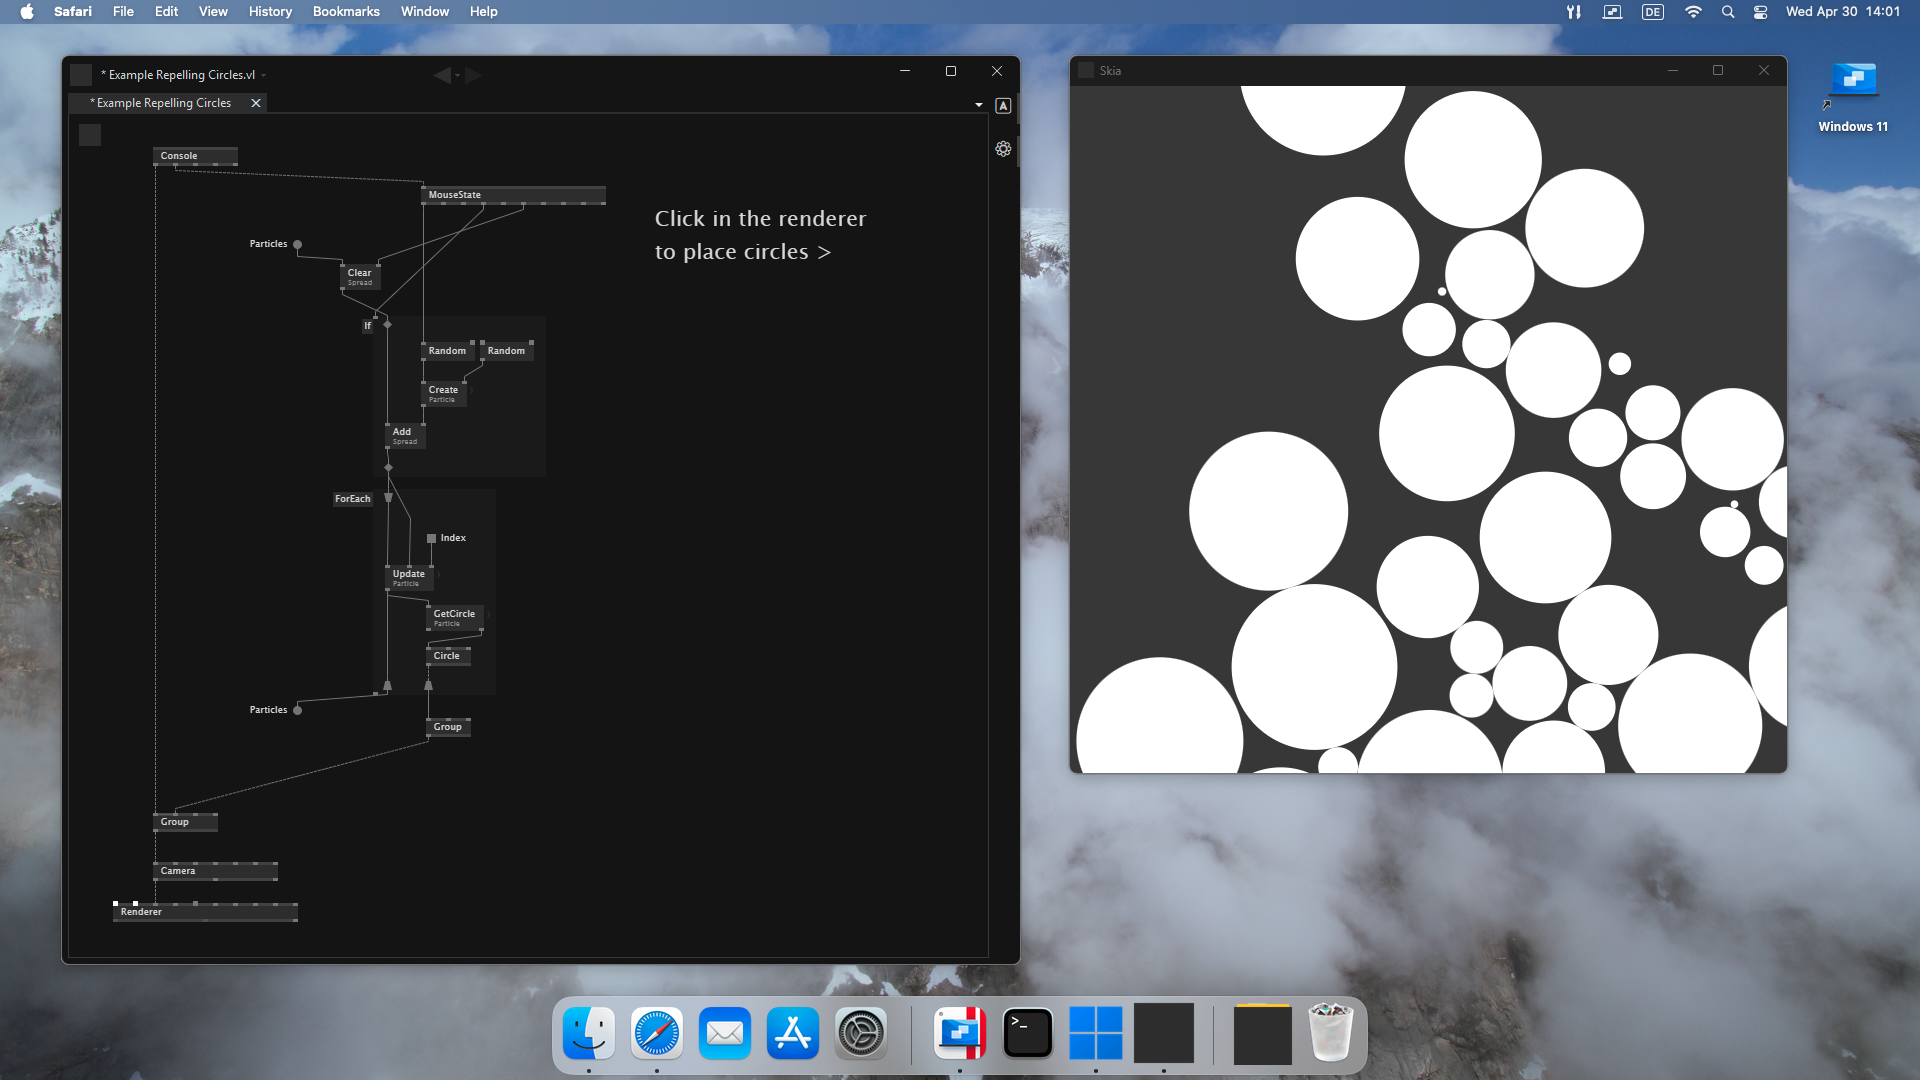 Safari File Edit View History Bookmarks Window Help DE Wed Apr 30 14:01
* Example Repelling Circles.vl
* Example Repelling Circles
A
Console
MouseState
Click in the renderer
to place circles >
Particles
Clear
Spread
If
Random Random
Create
Particle
Add
Spread
ForEach
Index
Update
Particle
GetCircle
Particle
Circle
Particles
Group
Group
Camera
Renderer
Skia
Windows 11
>_